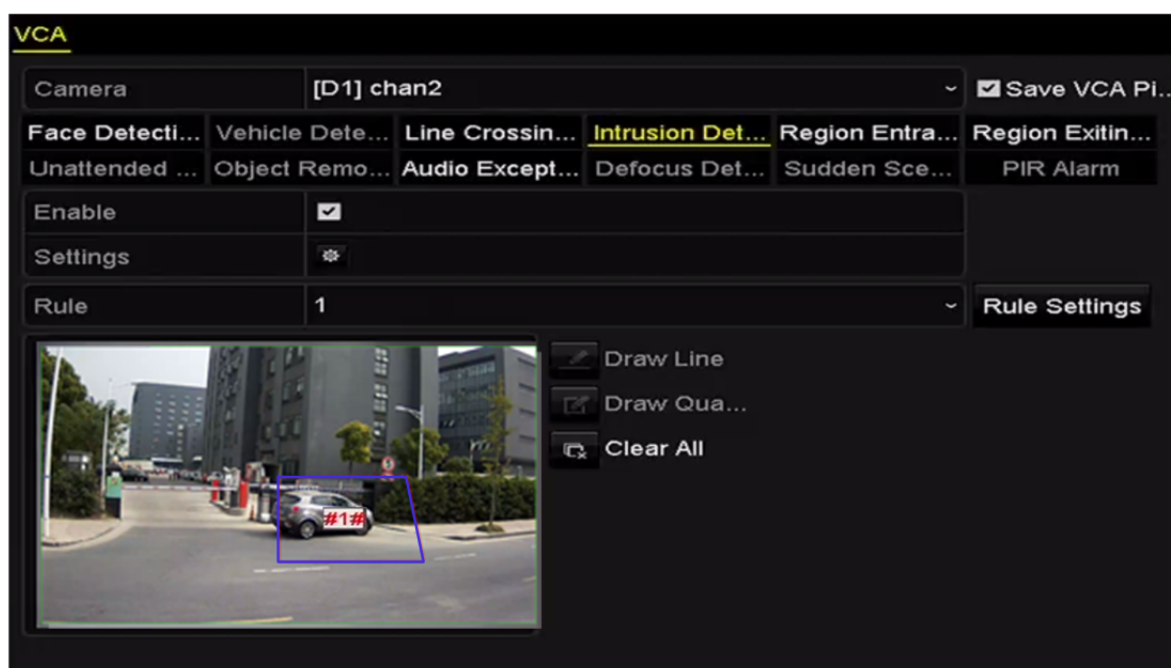 VCA
Camera [D1] chan2 Save VCA Pi...
Face Detecti... Vehicle Dete... Line Crossin... Intrusion Det... Region Entra... Region Exitin...
Unattended ... Object Remo... Audio Except... Defocus Det... Sudden Sce... PIR Alarm
Enable
Settings
Rule 1 Rule Settings
Draw Line
Draw Qua...
Clear All
#1#